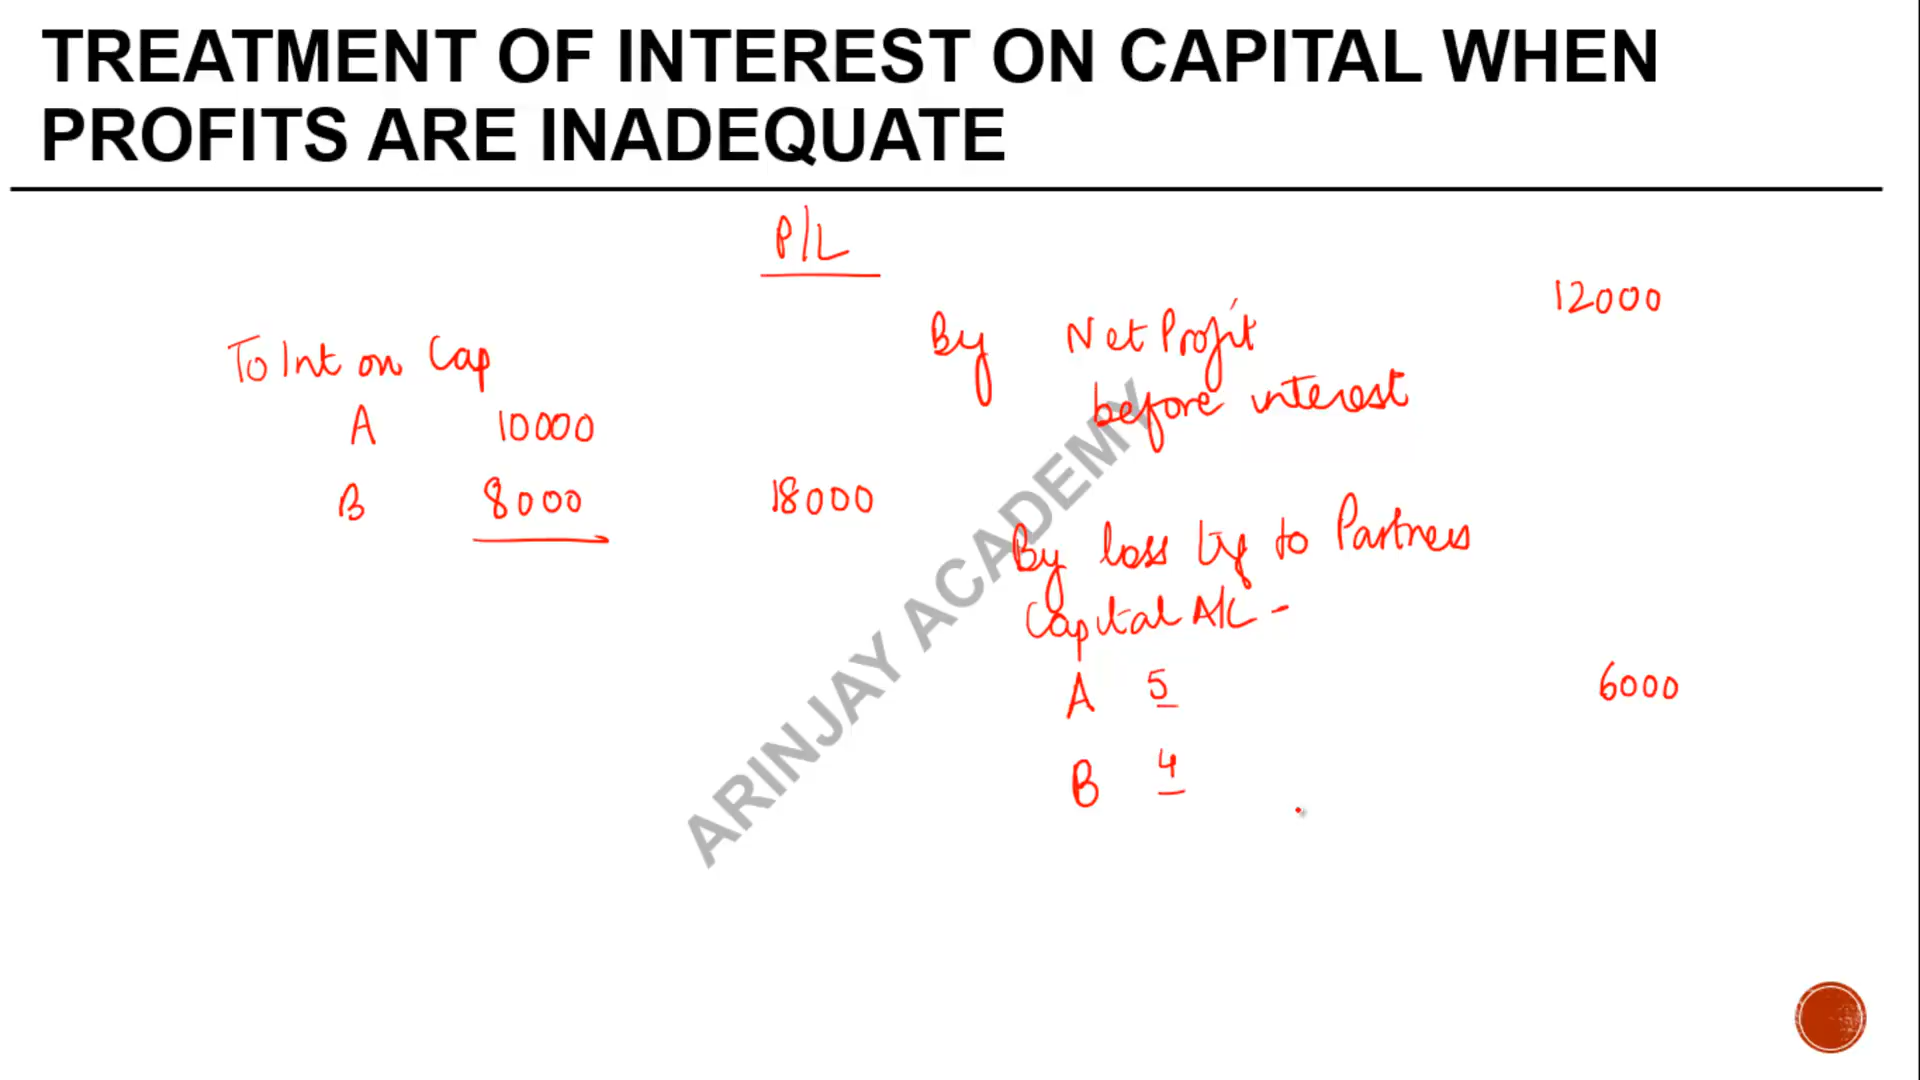 TREATMENT OF INTEREST ON CAPITAL WHEN
PROFITS ARE INADEQUATE
P/L
To Int on Cap
A 10000
B 8000 18000
By Net Profit 12000
before interest
By loss to Partners
Capital A/C -
A 5 6000
B 4
ARINJAY ACADEMY